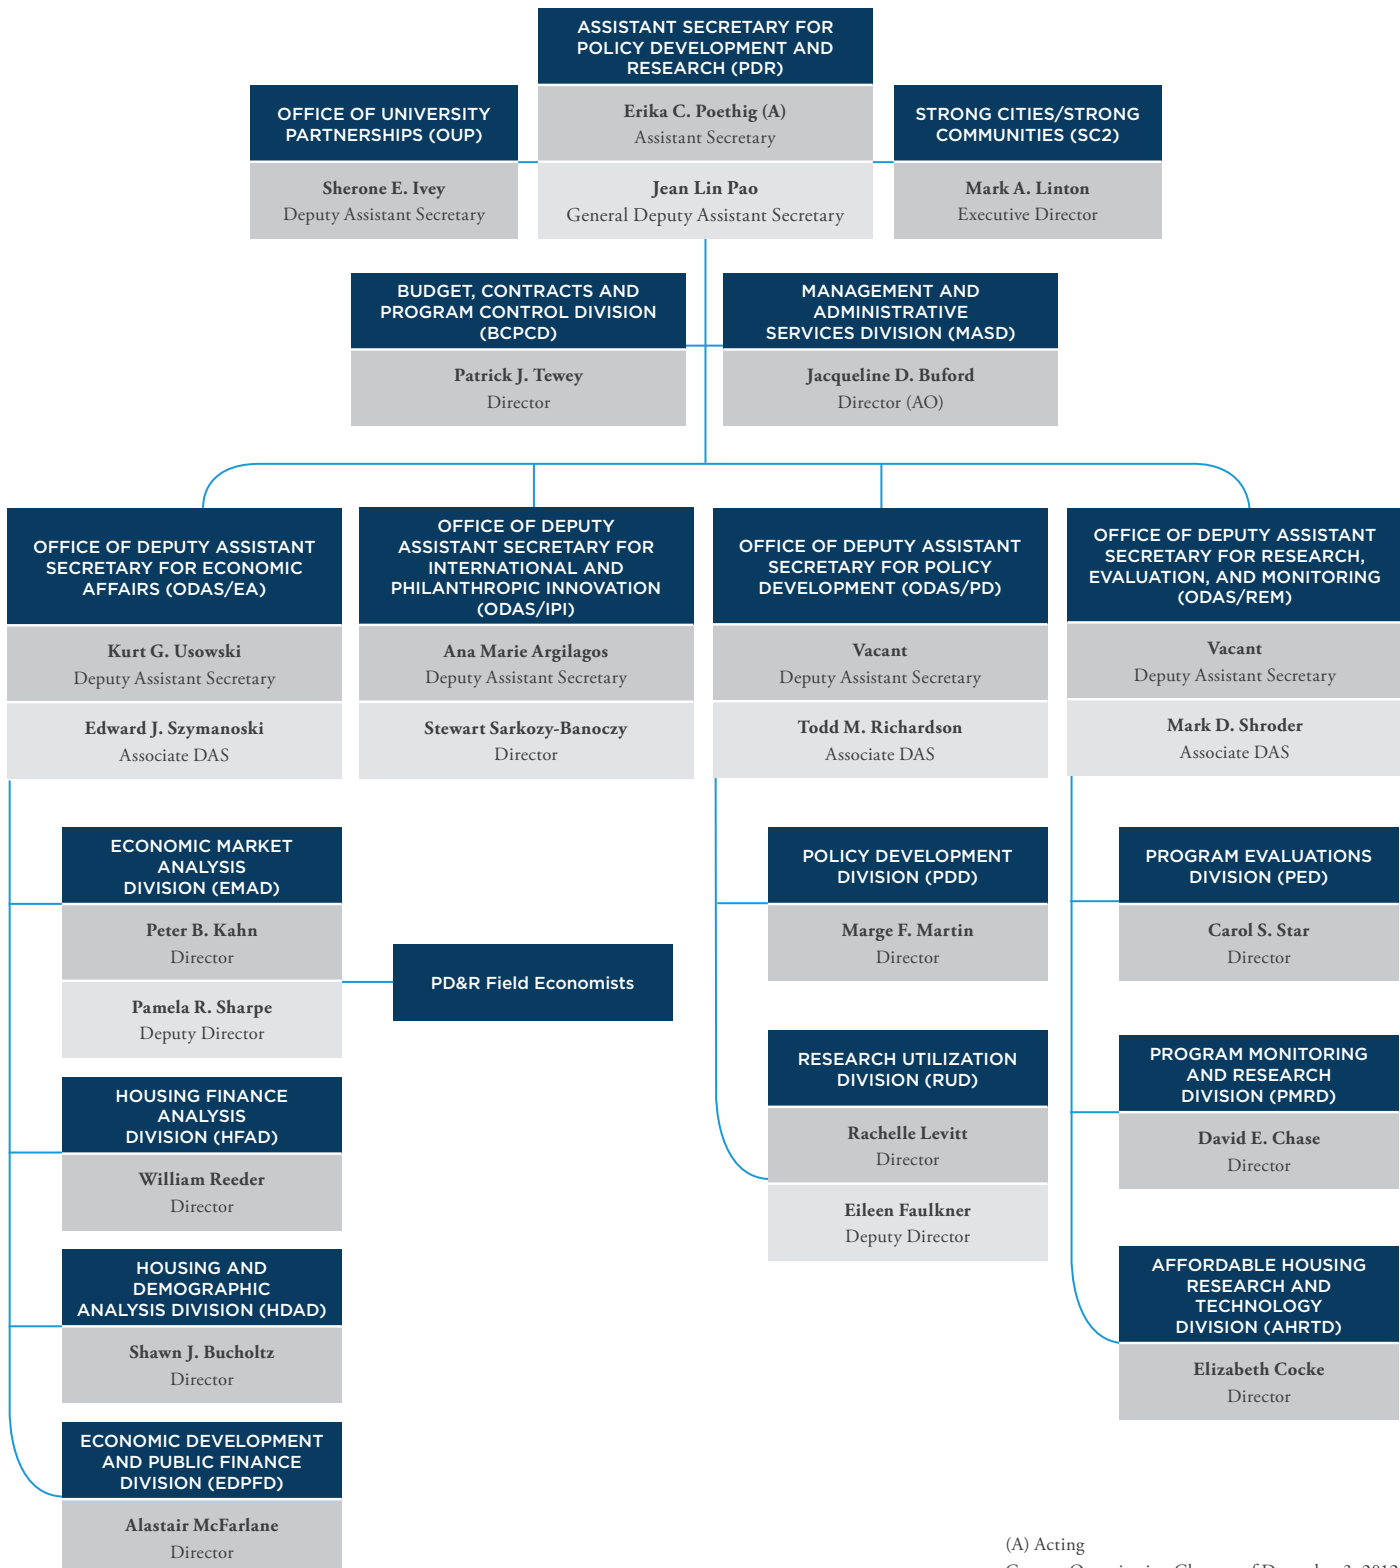 ASSISTANT SECRETARY FOR
POLICY DEVELOPMENT AND
RESEARCH (PDR)
Erika C. Poethig (A)
Assistant Secretary
Jean Lin Pao
General Deputy Assistant Secretary
OFFICE OF UNIVERSITY
PARTNERSHIPS (OUP)
Sherone E. Ivey
Deputy Assistant Secretary
STRONG CITIES/STRONG
COMMUNITIES (SC2)
Mark A. Linton
Executive Director
BUDGET, CONTRACTS AND
PROGRAM CONTROL DIVISION
(BCPCD)
Patrick J. Tewey
Director
MANAGEMENT AND
ADMINISTRATIVE
SERVICES DIVISION (MASD)
Jacqueline D. Buford
Director (AO)
OFFICE OF DEPUTY ASSISTANT
SECRETARY FOR ECONOMIC
AFFAIRS (ODAS/EA)
Kurt G. Usowski
Deputy Assistant Secretary
Edward J. Szymanoski
Associate DAS
OFFICE OF DEPUTY
ASSISTANT SECRETARY FOR
INTERNATIONAL AND
PHILANTHROPIC INNOVATION
(ODAS/IPI)
Ana Marie Argilagos
Deputy Assistant Secretary
Stewart Sarkozy-Banoczy
Director
OFFICE OF DEPUTY ASSISTANT
SECRETARY FOR POLICY
DEVELOPMENT (ODAS/PD)
Vacant
Deputy Assistant Secretary
Todd M. Richardson
Associate DAS
OFFICE OF DEPUTY ASSISTANT
SECRETARY FOR RESEARCH,
EVALUATION, AND MONITORING
(ODAS/REM)
Vacant
Deputy Assistant Secretary
Mark D. Shroder
Associate DAS
ECONOMIC MARKET
ANALYSIS
DIVISION (EMAD)
Peter B. Kahn
Director
Pamela R. Sharpe
Deputy Director
PD&R Field Economists
HOUSING FINANCE
ANALYSIS
DIVISION (HFAD)
William Reeder
Director
HOUSING AND
DEMOGRAPHIC
ANALYSIS DIVISION (HDAD)
Shawn J. Bucholtz
Director
ECONOMIC DEVELOPMENT
AND PUBLIC FINANCE
DIVISION (EDPFD)
Alastair McFarlane
Director
POLICY DEVELOPMENT
DIVISION (PDD)
Marge F. Martin
Director
RESEARCH UTILIZATION
DIVISION (RUD)
Rachelle Levitt
Director
Eileen Faulkner
Deputy Director
PROGRAM EVALUATIONS
DIVISION (PED)
Carol S. Star
Director
PROGRAM MONITORING
AND RESEARCH
DIVISION (PMRD)
David E. Chase
Director
AFFORDABLE HOUSING
RESEARCH AND
TECHNOLOGY
DIVISION (AHRTD)
Elizabeth Cocke
Director
(A) Acting